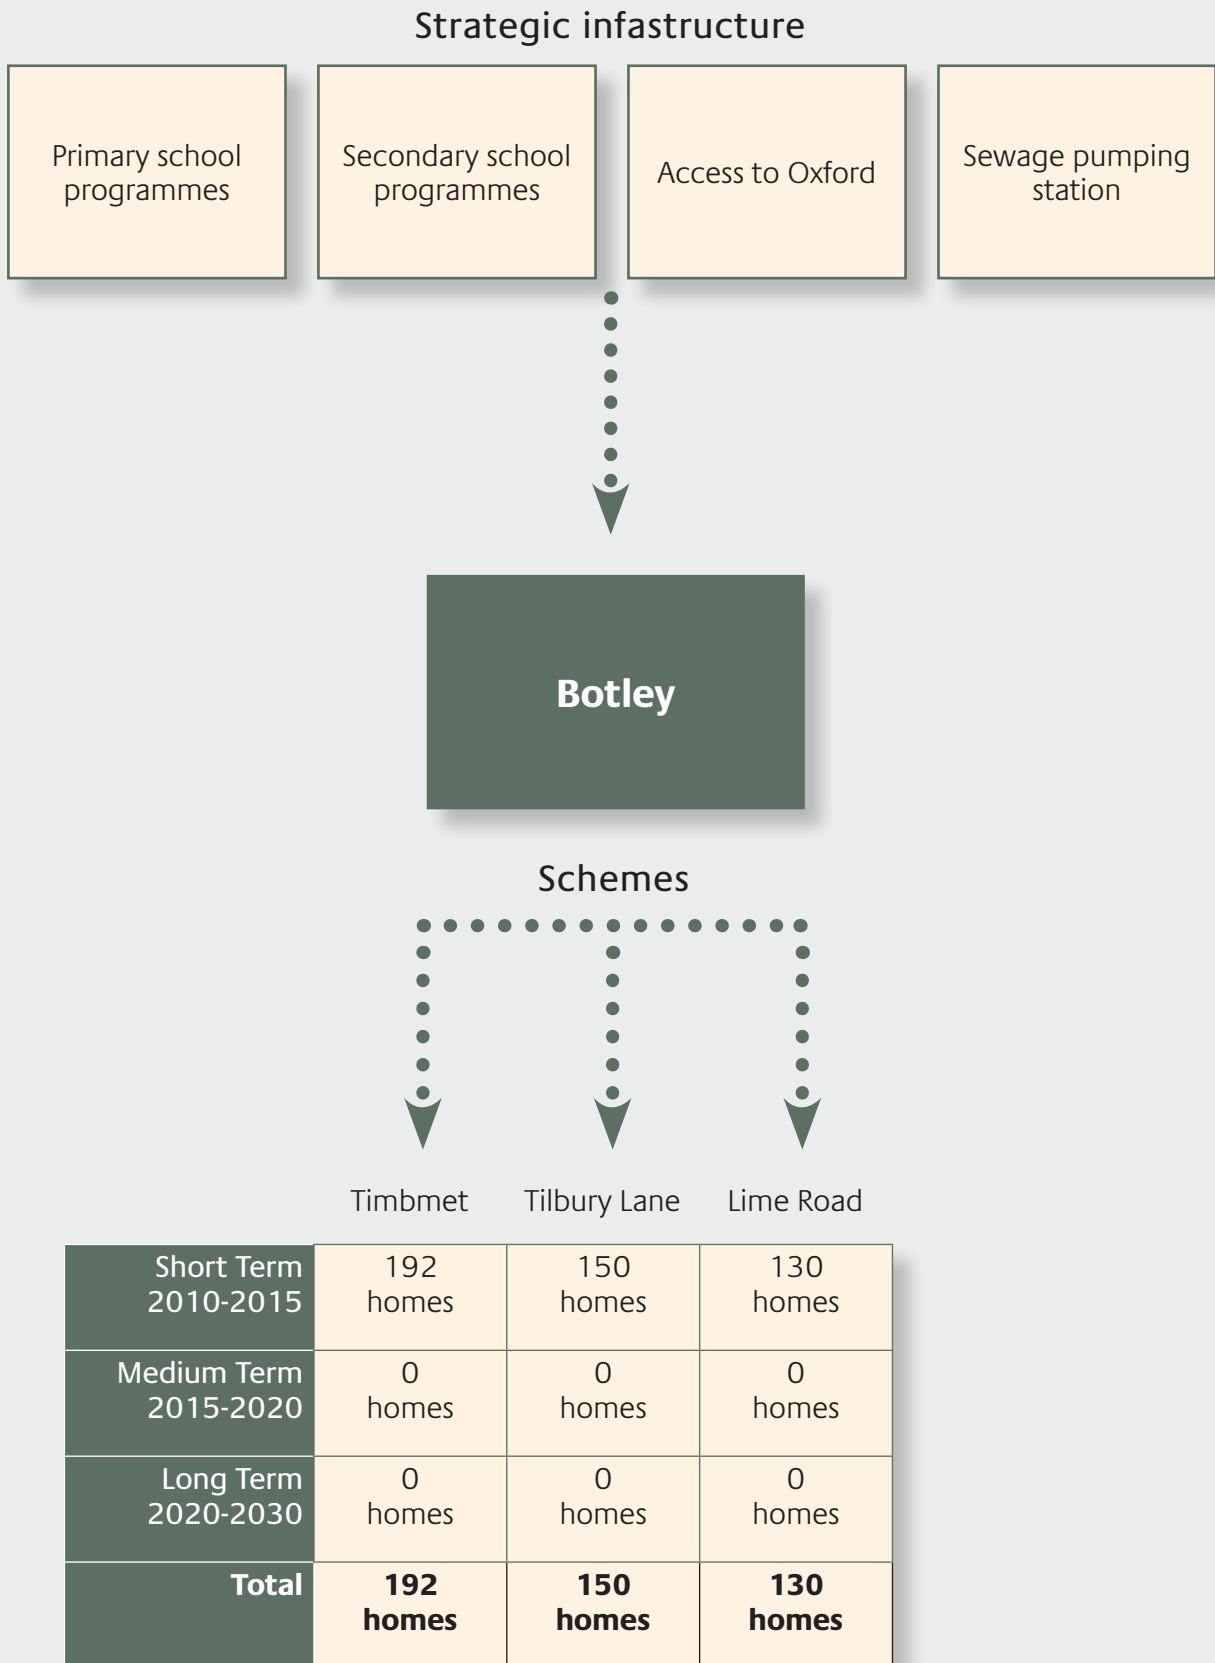 Strategic infastructure
Primary school
programmes
Secondary school
programmes
Access to Oxford
Sewage pumping
station
Botley
Schemes
Timbmet Tilbury Lane Lime Road
Short Term
2010-2015
192
homes
150
homes
130
homes
Medium Term
2015-2020
0
homes
0
homes
0
homes
Long Term
2020-2030
0
homes
0
homes
0
homes
Total
192
homes
150
homes
130
homes